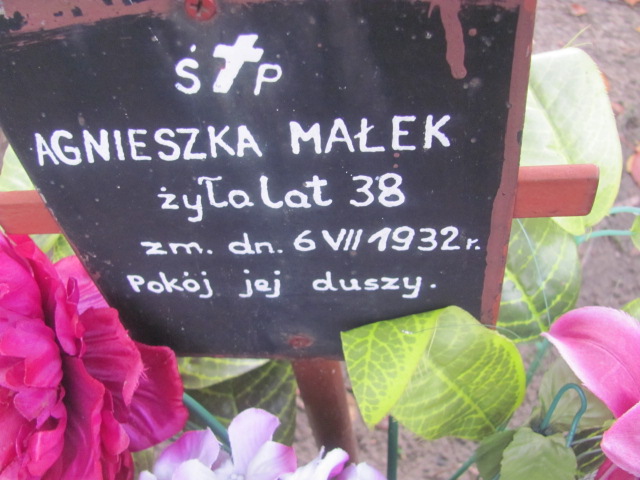 Ś✝P
AGNIESZKA MAŁEK
żyła lat 38
zm. dn. 6 VII 1932 r.
Pokój jej duszy.